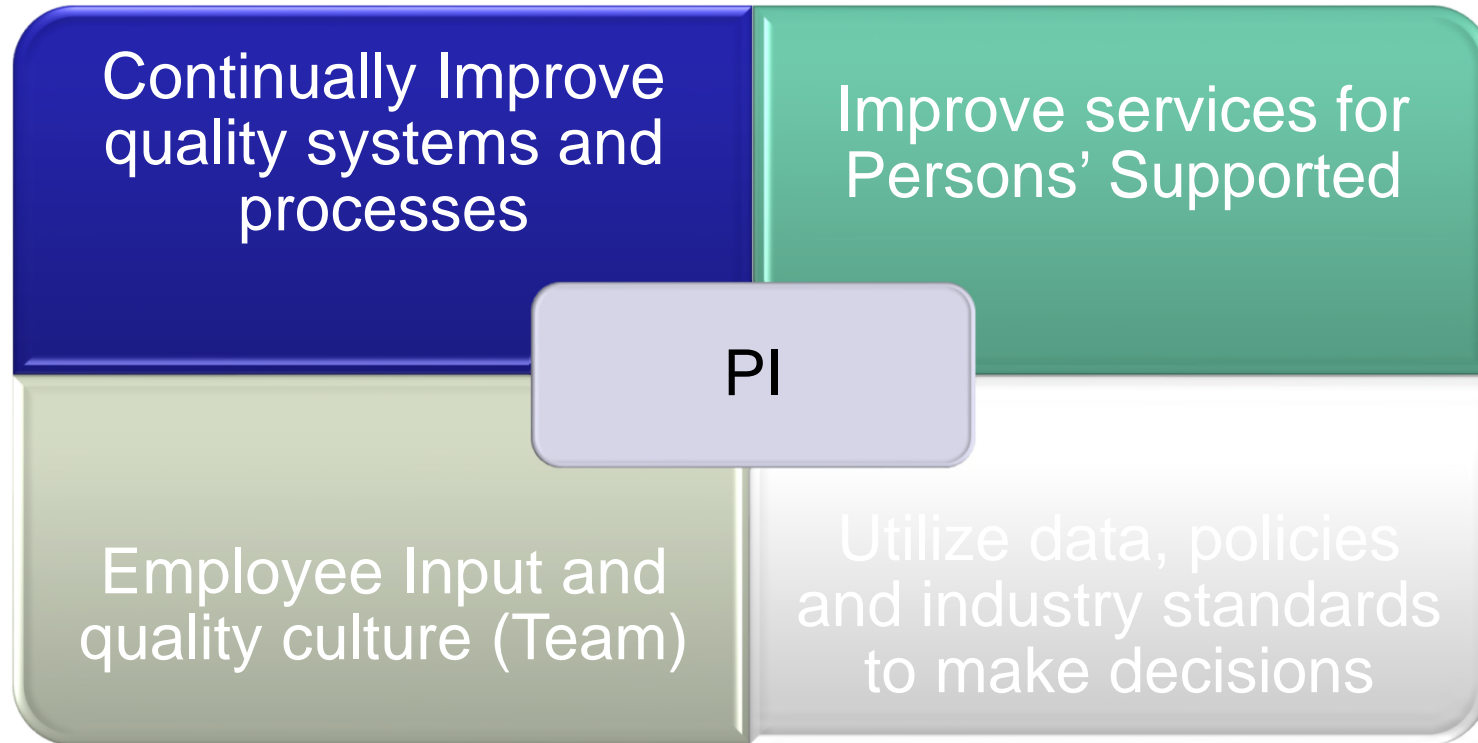 Continually Improve
quality systems and
processes
Improve services for
Persons’ Supported
PI
Employee Input and
quality culture (Team)
Utilize data, policies
and industry standards
to make decisions